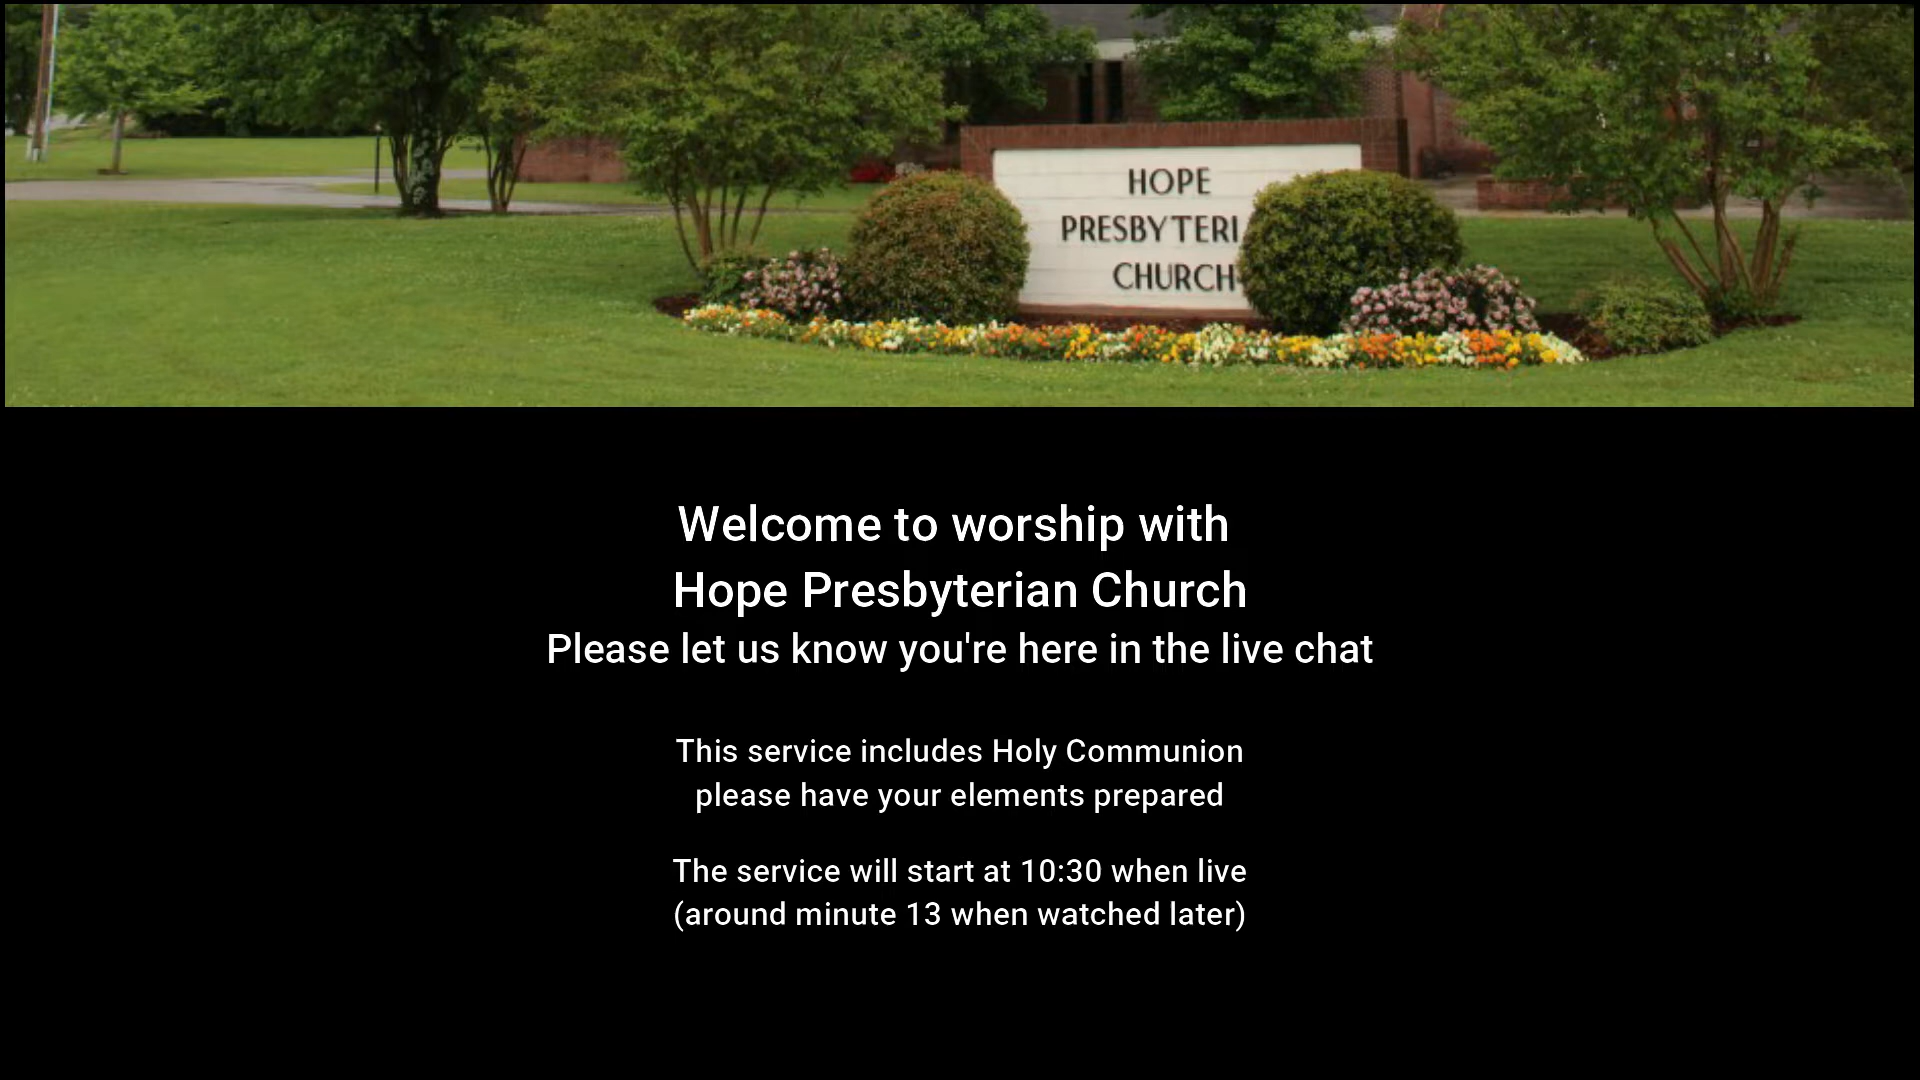 HOPE
PRESBYTERI
CHURCH
Welcome to worship with
Hope Presbyterian Church
Please let us know you're here in the live chat
This service includes Holy Communion
please have your elements prepared
The service will start at 10:30 when live
(around minute 13 when watched later)